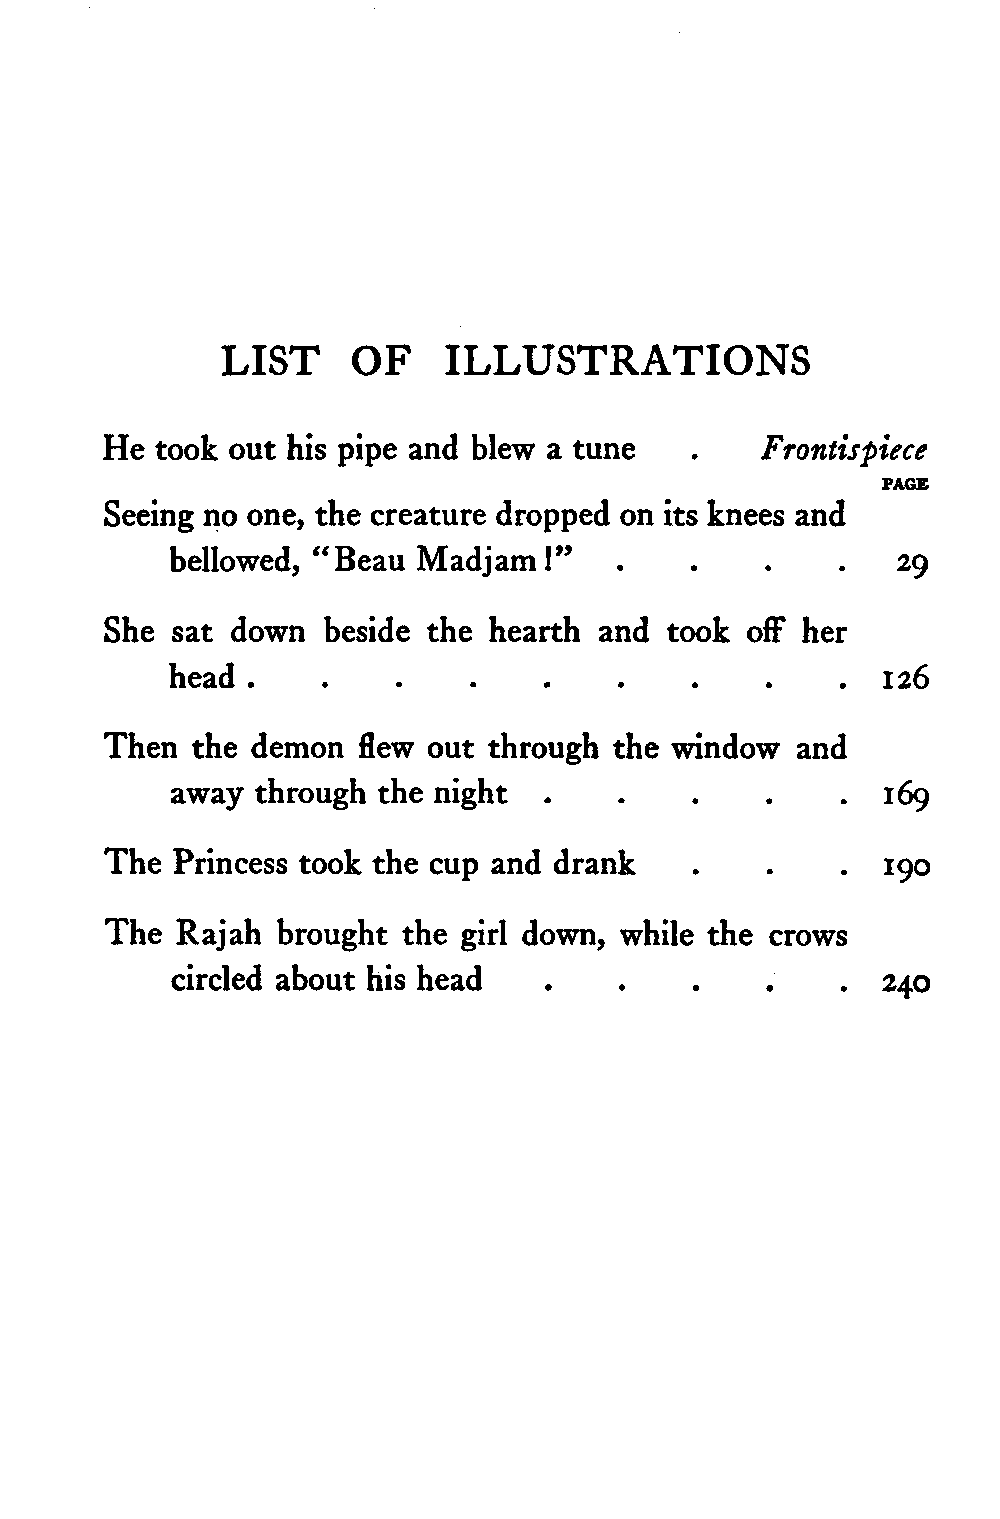 LIST OF ILLUSTRATIONS
He took out his pipe and blew a tune . Frontispiece
PAGE
Seeing no one, the creature dropped on its knees and
bellowed, “Beau Madjam!” . . . . 29
She sat down beside the hearth and took off her
head . . . . . . . . . 126
Then the demon flew out through the window and
away through the night . . . . . 169
The Princess took the cup and drank . . . 190
The Rajah brought the girl down, while the crows
circled about his head . . . . . 240